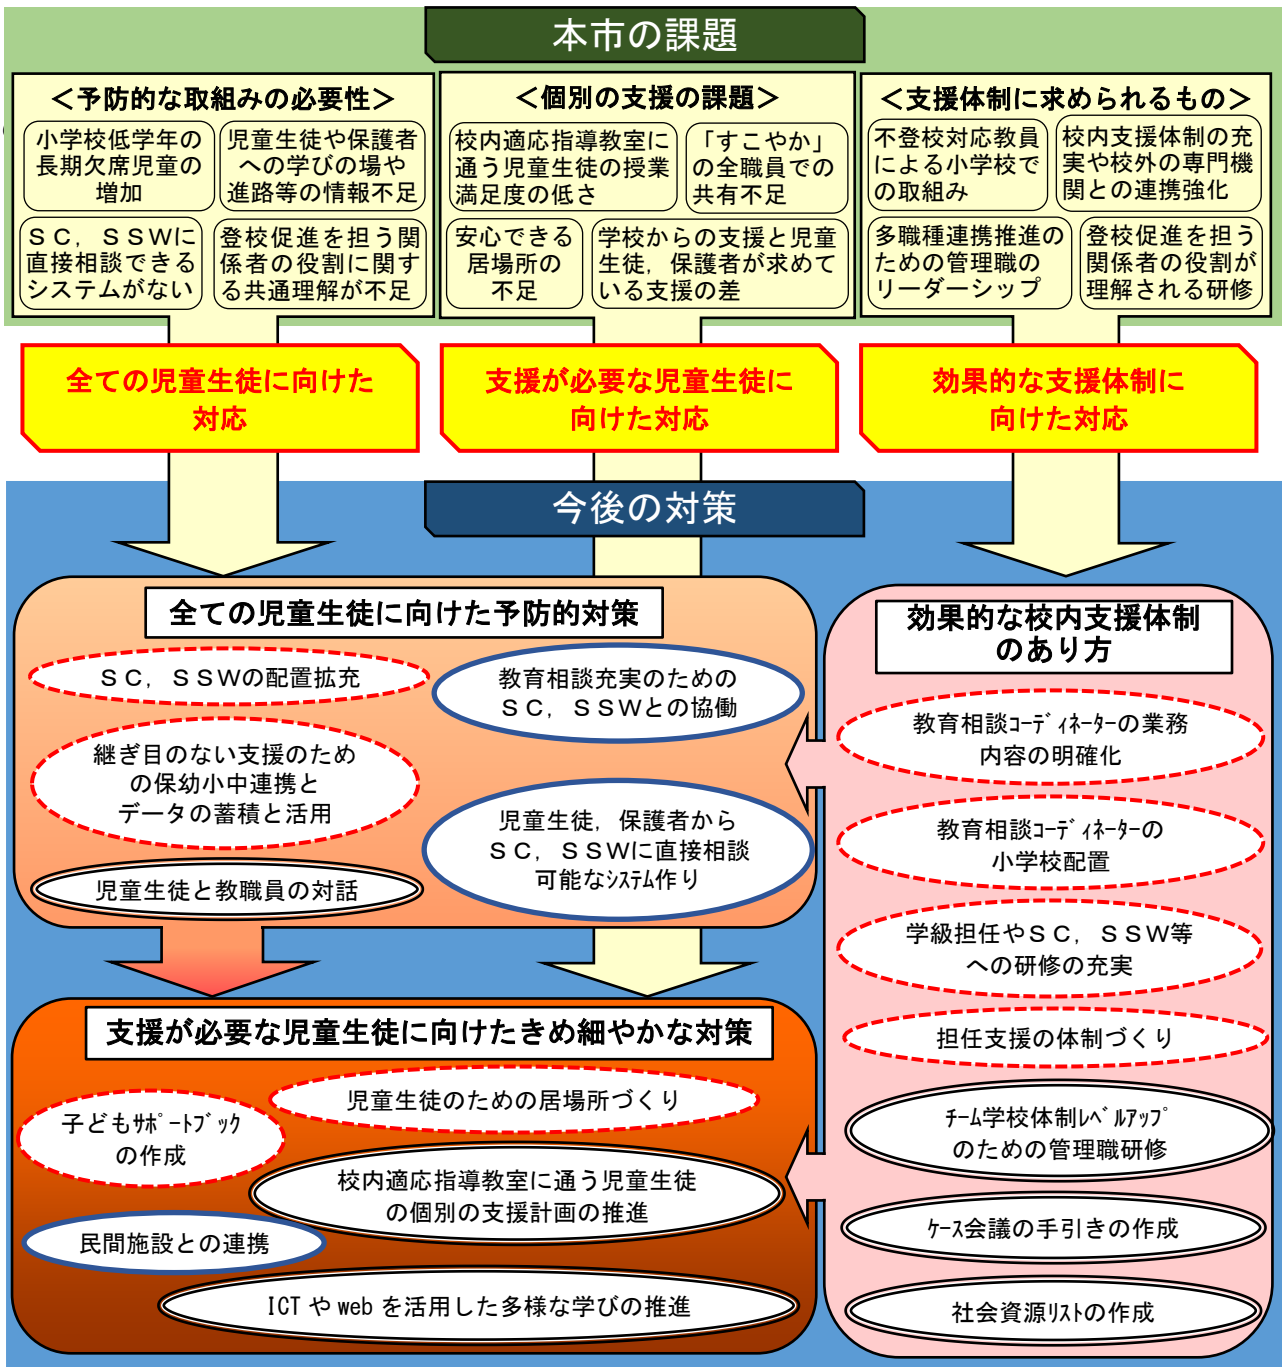 本市の課題
＜予防的な取組みの必要性＞
小学校低学年の
長期欠席児童の
増加
児童生徒や保護者
への学びの場や
進路等の情報不足
ＳＣ，ＳＳＷに
直接相談できる
システムがない
登校促進を担う関
係者の役割に関す
る共通理解が不足
＜個別の支援の課題＞
校内適応指導教室に
通う児童生徒の授業
満足度の低さ
「すこやか」
の全職員での
共有不足
安心できる
居場所の
不足
学校からの支援と児童
生徒，保護者が求めて
いる支援の差
＜支援体制に求められるもの＞
不登校対応教員
による小学校で
の取組み
校内支援体制の充
実や校外の専門機
関との連携強化
多職種連携推進の
ための管理職の
リーダーシップ
登校促進を担う
関係者の役割が
理解される研修
全ての児童生徒に向けた
対応
支援が必要な児童生徒に
向けた対応
効果的な支援体制に
向けた対応
今後の対策
全ての児童生徒に向けた予防的対策
ＳＣ，ＳＳＷの配置拡充
教育相談充実のための
ＳＣ，ＳＳＷとの協働
継ぎ目のない支援のため
の保幼小中連携と
データの蓄積と活用
児童生徒，保護者から
ＳＣ，ＳＳＷに直接相談
可能なｼｽﾃﾑ作り
児童生徒と教職員の対話
支援が必要な児童生徒に向けたきめ細やかな対策
児童生徒のための居場所づくり
子どもｻﾎﾟｰﾄﾌﾞｯｸ
の作成
校内適応指導教室に通う児童生徒
の個別の支援計画の推進
民間施設との連携
ICT や web を活用した多様な学びの推進
効果的な校内支援体制
のあり方
教育相談ｺｰﾃﾞｨﾈｰﾀｰの業務
内容の明確化
教育相談ｺｰﾃﾞｨﾈｰﾀｰの
小学校配置
学級担任やＳＣ，ＳＳＷ等
への研修の充実
担任支援の体制づくり
ﾁｰﾑ学校体制ﾚﾍﾞﾙｱｯﾌﾟ
のための管理職研修
ｹｰｽ会議の手引きの作成
社会資源ﾘｽﾄの作成